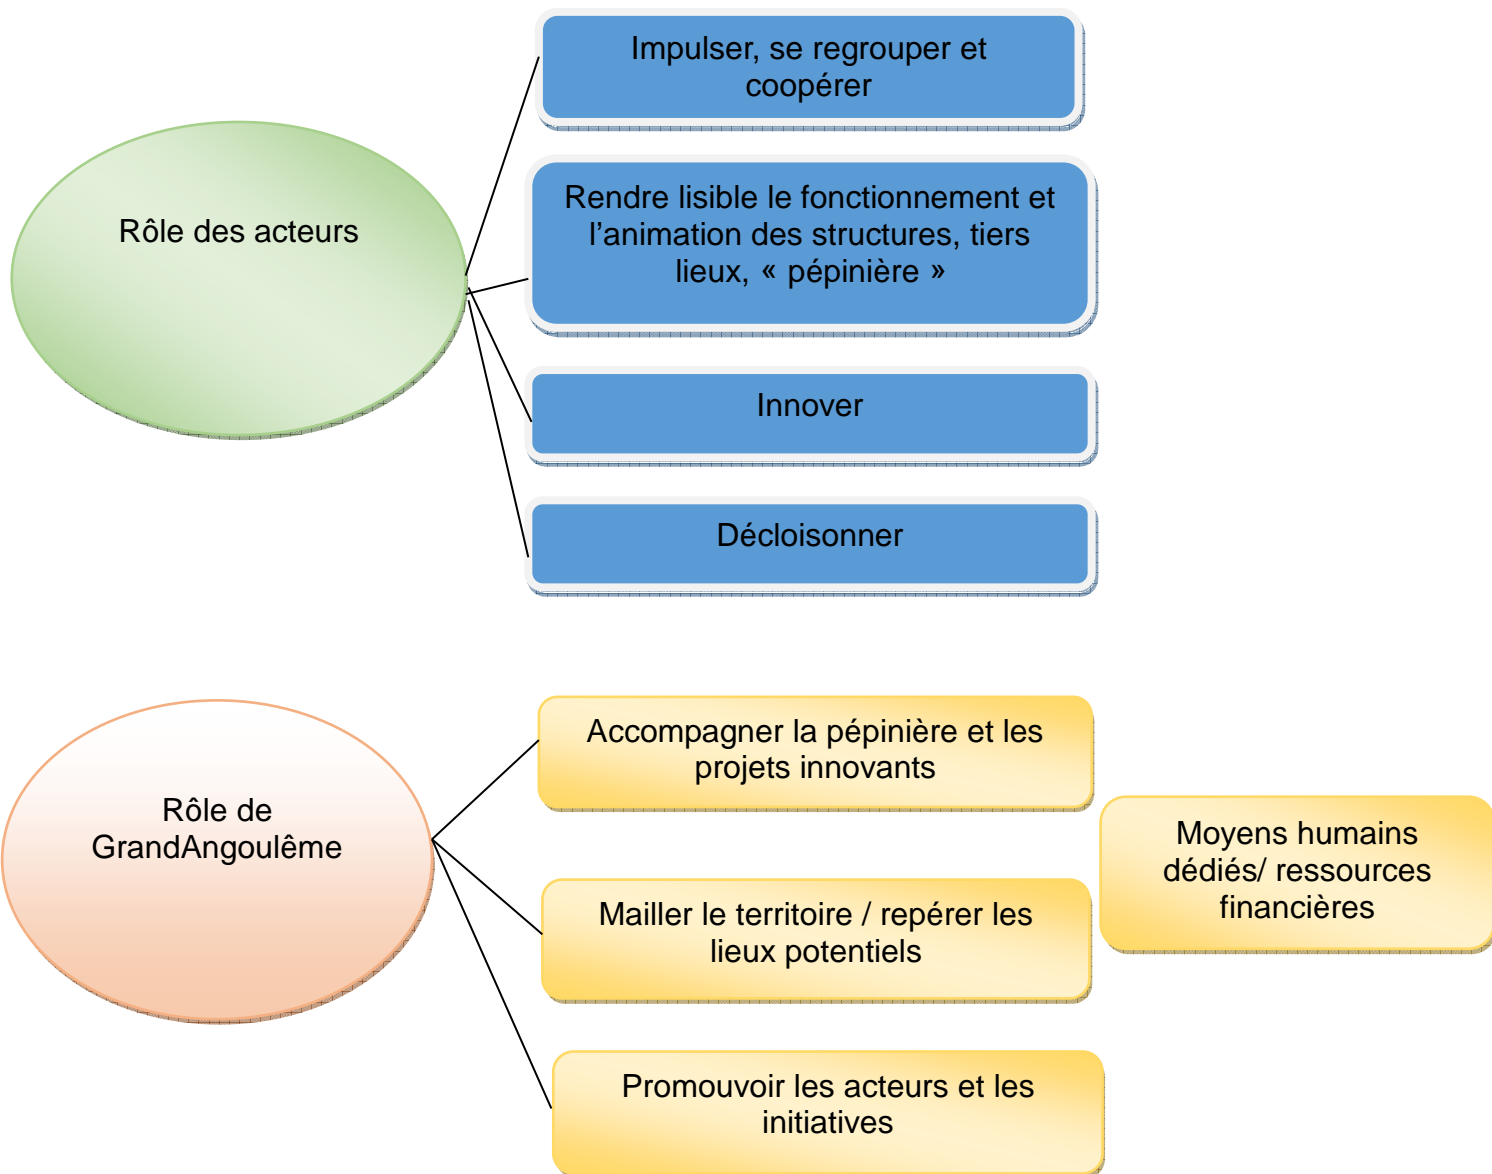 Impulser, se regrouper et
coopérer
Rôle des acteurs
Rendre lisible le fonctionnement et
l’animation des structures, tiers
lieux, « pépinière »
Innover
Décloisonner
Rôle de
GrandAngoulême
Accompagner la pépinière et les
projets innovants
Mailler le territoire / repérer les
lieux potentiels
Promouvoir les acteurs et les
initiatives
Moyens humains
dédiés/ ressources
financières